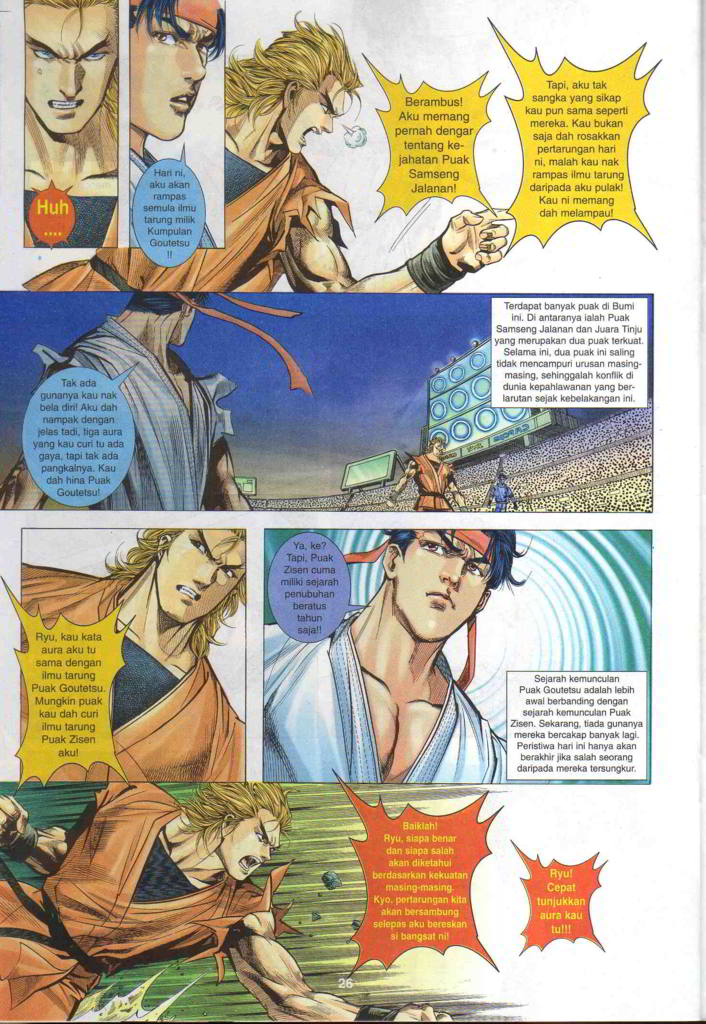 Huh
....
Hari ni,
aku akan
rampas
semula ilmu
tarung milik
Kumpulan
Goutetsu
!!
Berambus!
Aku memang
pernah dengar
tentang ke-
jahatan Puak
Samseng
Jalanan!
Tapi, aku tak
sangka yang sikap
kau pun sama seperti
mereka. Kau bukan
saja dah rosakkan
pertarungan hari
ni, malah kau nak
rampas ilmu tarung
daripada aku pulak!
Kau ni memang
dah melampau!
Terdapat banyak puak di Bumi
ini. Di antaranya ialah Puak
Samseng Jalanan dan Juara Tinju
yang merupakan dua puak terkuat.
Selama ini, dua puak ini saling
tidak mencampuri urusan masing-
masing, sehinggalah konflik di
dunia kepahlawanan yang ber-
larutan sejak kebelakangan ini.
Tak ada
gunanya kau nak
bela diri! Aku dah
nampak dengan
jelas tadi, tiga aura
yang kau curi tu ada
gaya, tapi tak ada
pangkalnya. Kau
dah hina Puak
Goutetsu!
Ryu, kau kata
aura aku tu
sama dengan
ilmu tarung
Puak Goutetsu.
Mungkin puak
kau dah curi
ilmu tarung
Puak Zisen
aku!
Ya, ke?
Tapi, Puak
Zisen cuma
miliki sejarah
penubuhan
beratus
tahun
saja!!
Sejarah kemunculan
Puak Goutetsu adalah lebih
awal berbanding dengan
sejarah kemunculan Puak
Zisen. Sekarang, tiada gunanya
mereka bercakap banyak lagi.
Peristiwa hari ini hanya akan
berakhir jika salah seorang
daripada mereka tersungkur.
Baiklah!
Ryu, siapa benar
dan siapa salah
akan diketahui
berdasarkan kekuatan
masing-masing.
Kyo, pertarungan kita
akan bersambung
selepas aku bereskan
si bangsat ni!
Ryu!
Cepat
tunjukkan
aura kau
tu!!!
26